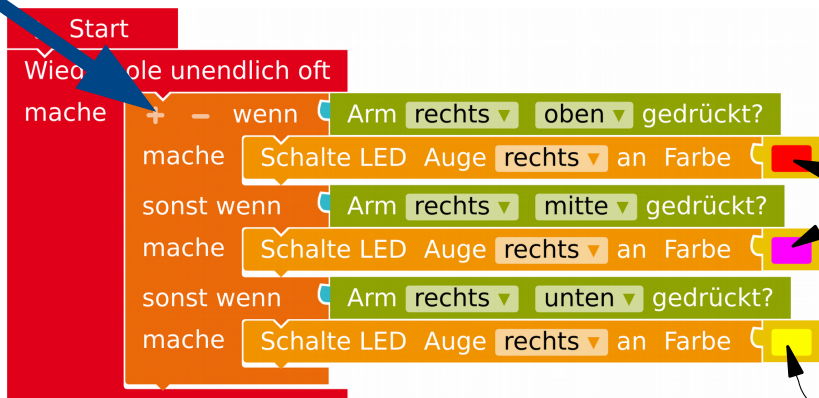 Start
Wiederhole unendlich oft
mache + – wenn Arm rechts oben gedrückt?
mache Schalte LED Auge rechts an Farbe
sonst wenn Arm rechts mitte gedrückt?
mache Schalte LED Auge rechts an Farbe
sonst wenn Arm rechts unten gedrückt?
mache Schalte LED Auge rechts an Farbe